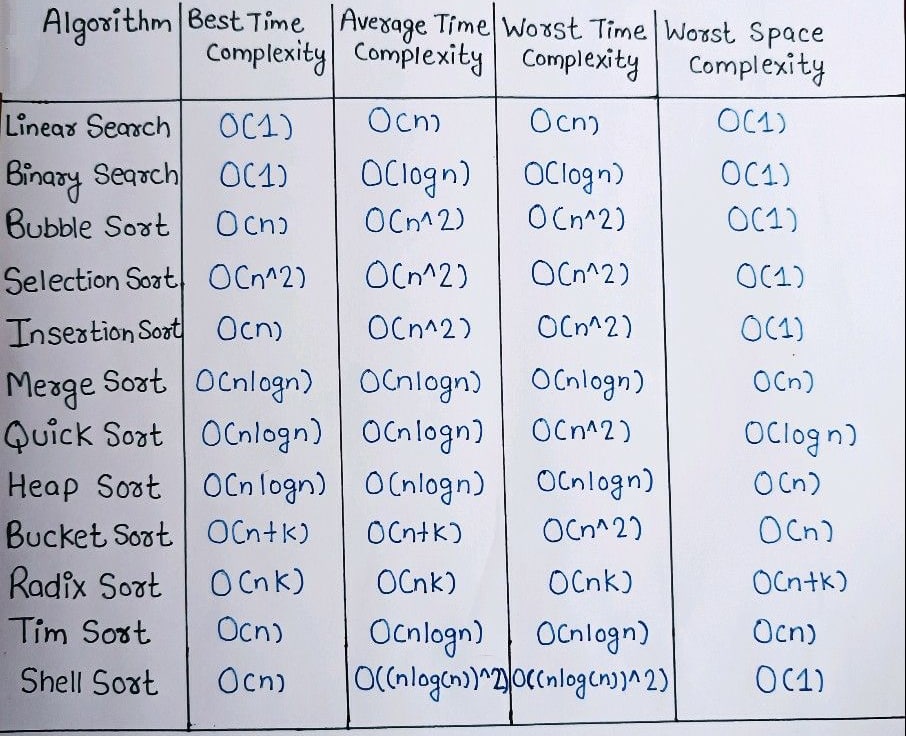 Algorithm Best Time Complexity Average Time Complexity Worst Time Complexity Worst Space Complexity
Linear Search O(1) O(n) O(n) O(1)
Binary Search O(1) O(logn) O(logn) O(1)
Bubble Sort O(n) O(n^2) O(n^2) O(1)
Selection Sort O(n^2) O(n^2) O(n^2) O(1)
Insertion Sort O(n) O(n^2) O(n^2) O(1)
Merge Sort O(nlogn) O(nlogn) O(nlogn) O(n)
Quick Sort O(nlogn) O(nlogn) O(n^2) O(logn)
Heap Sort O(nlogn) O(nlogn) O(nlogn) O(n)
Bucket Sort O(n+k) O(n+k) O(n^2) O(n)
Radix Sort O(nk) O(nk) O(nk) O(n+k)
Tim Sort O(n) O(nlogn) O(nlogn) O(n)
Shell Sort O(n) O((nlog(n))^2) O((nlog(n))^2) O(1)